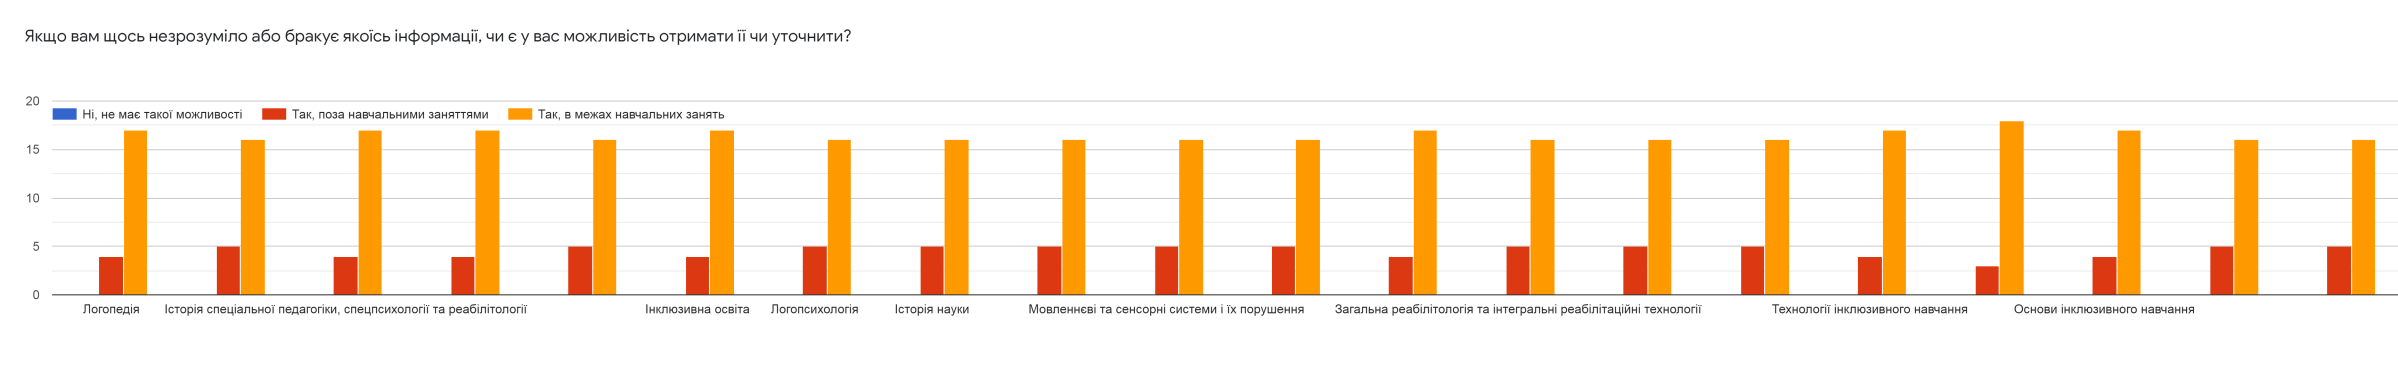 Якщо вам щось незрозуміло або бракує якоїсь інформації, чи є у вас можливість отримати її чи уточнити?
20
Ні, не має такої можливості Так, поза навчальними заняттями Так, в межах навчальних занять
15
10
5
0
Логопедія Історія спеціальної педагогіки, спецпсихології та реабілітології Інклюзивна освіта Логопсихологія Історія науки Мовленнєві та сенсорні системи і їх порушення Загальна реабілітологія та інтегральні реабілітаційні технології Технології інклюзивного навчання Основи інклюзивного навчання